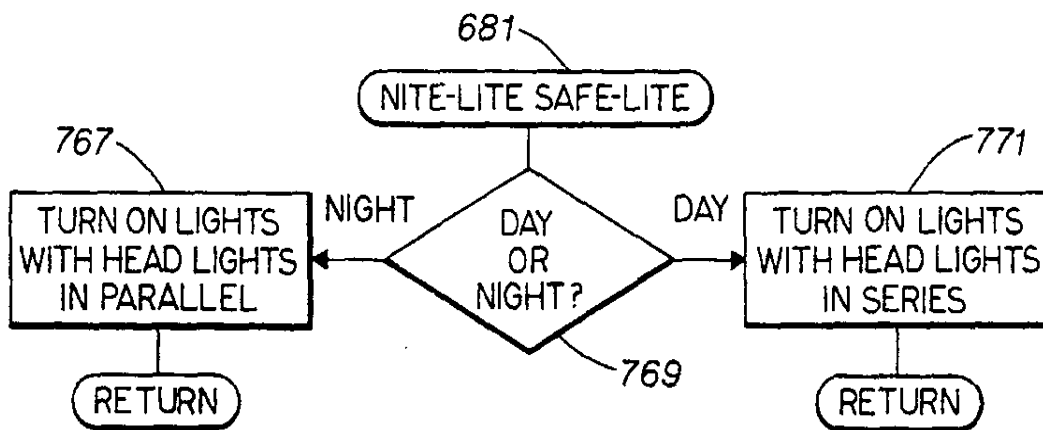 681
NITE-LITE SAFE-LITE
767
771
NIGHT
DAY
TURN ON LIGHTS
WITH HEAD LIGHTS
IN PARALLEL
DAY
OR
NIGHT?
TURN ON LIGHTS
WITH HEAD LIGHTS
IN SERIES
769
RETURN
RETURN